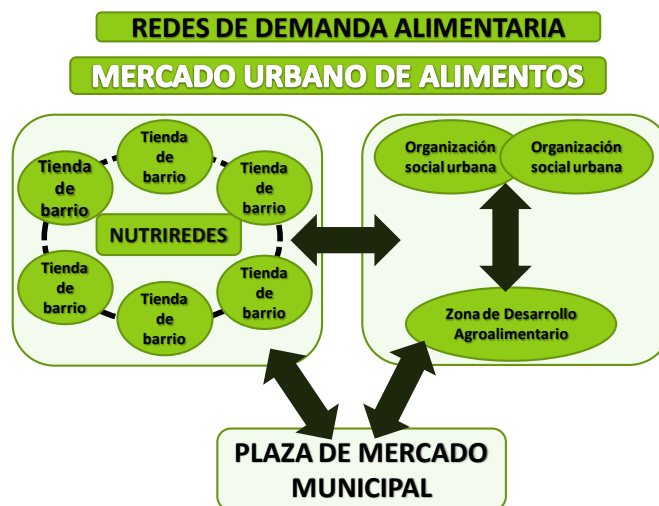 REDES DE DEMANDA ALIMENTARIA
MERCADO URBANO DE ALIMENTOS
Tienda
de
barrio
Tienda
de
barrio
Tienda
de
barrio
NUTRIREDES
Tienda
de
barrio
Tienda
de
barrio
Tienda
de
barrio
Organización
social urbana
Organización
social urbana
Zona de Desarrollo
Agroalimentario
PLAZA DE MERCADO
MUNICIPAL